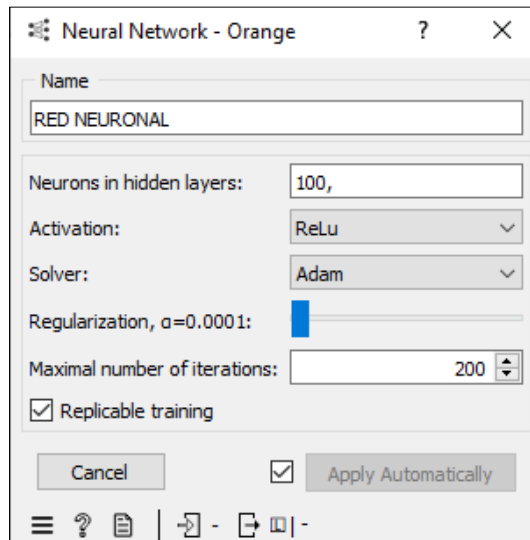 Neural Network - Orange ?
Name
RED NEURONAL
Neurons in hidden layers: 100,
Activation: ReLu
Solver: Adam
Regularization, α=0.0001:
Maximal number of iterations: 200
Replicable training
Cancel Apply Automatically
? | - | -